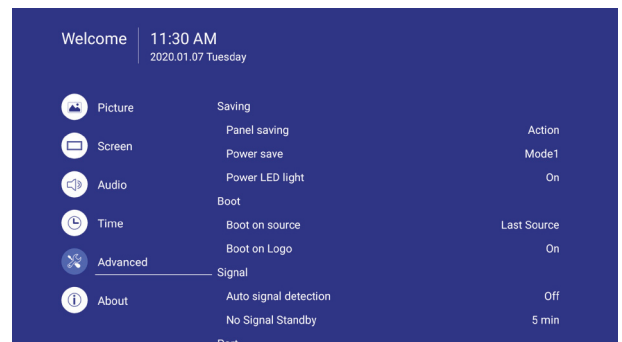 Welcome
11:30 AM
2020.01.07 Tuesday
Picture
Screen
Audio
Time
Advanced
About
Saving
Panel saving Action
Power save Mode1
Power LED light On
Boot
Boot on source Last Source
Boot on Logo On
Signal
Auto signal detection Off
No Signal Standby 5 min